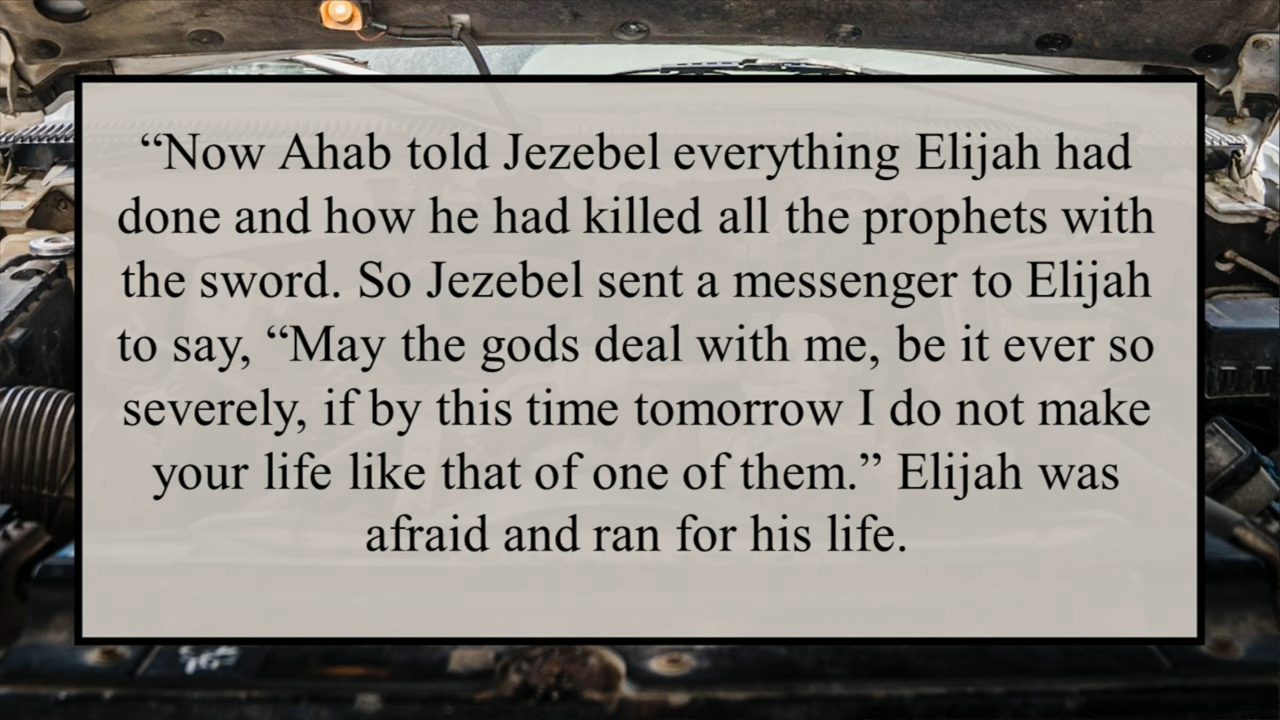 “Now Ahab told Jezebel everything Elijah had
done and how he had killed all the prophets with
the sword. So Jezebel sent a messenger to Elijah
to say, “May the gods deal with me, be it ever so
severely, if by this time tomorrow I do not make
your life like that of one of them.” Elijah was
afraid and ran for his life.